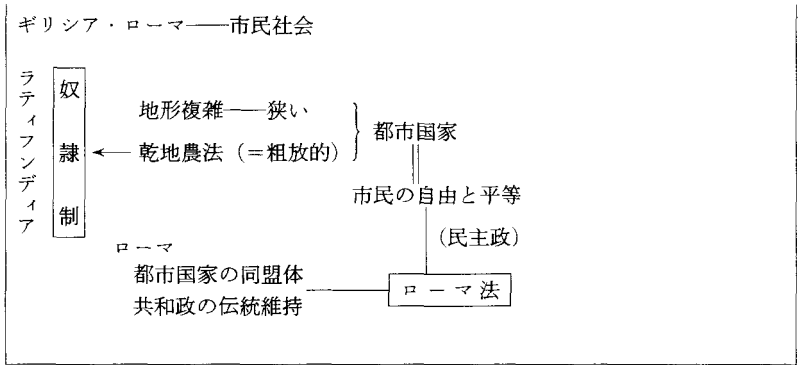 ギリシア・ローマ――市民社会
ラティフンディア
奴隷制
地形複雑――狭い
乾地農法（＝粗放的）
都市国家
市民の自由と平等
（民主政）
ローマ
都市国家の同盟体
共和政の伝統維持
ローマ法